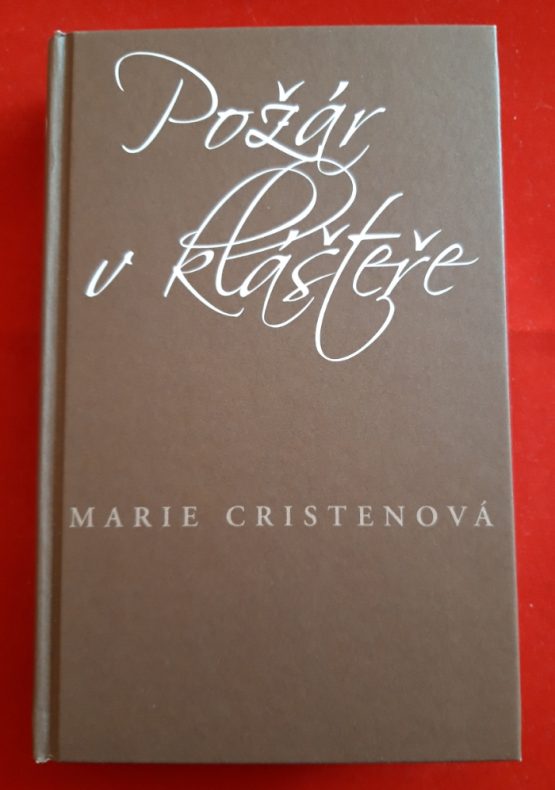 Požár
v klášteře
MARIE CRISTENOVÁ